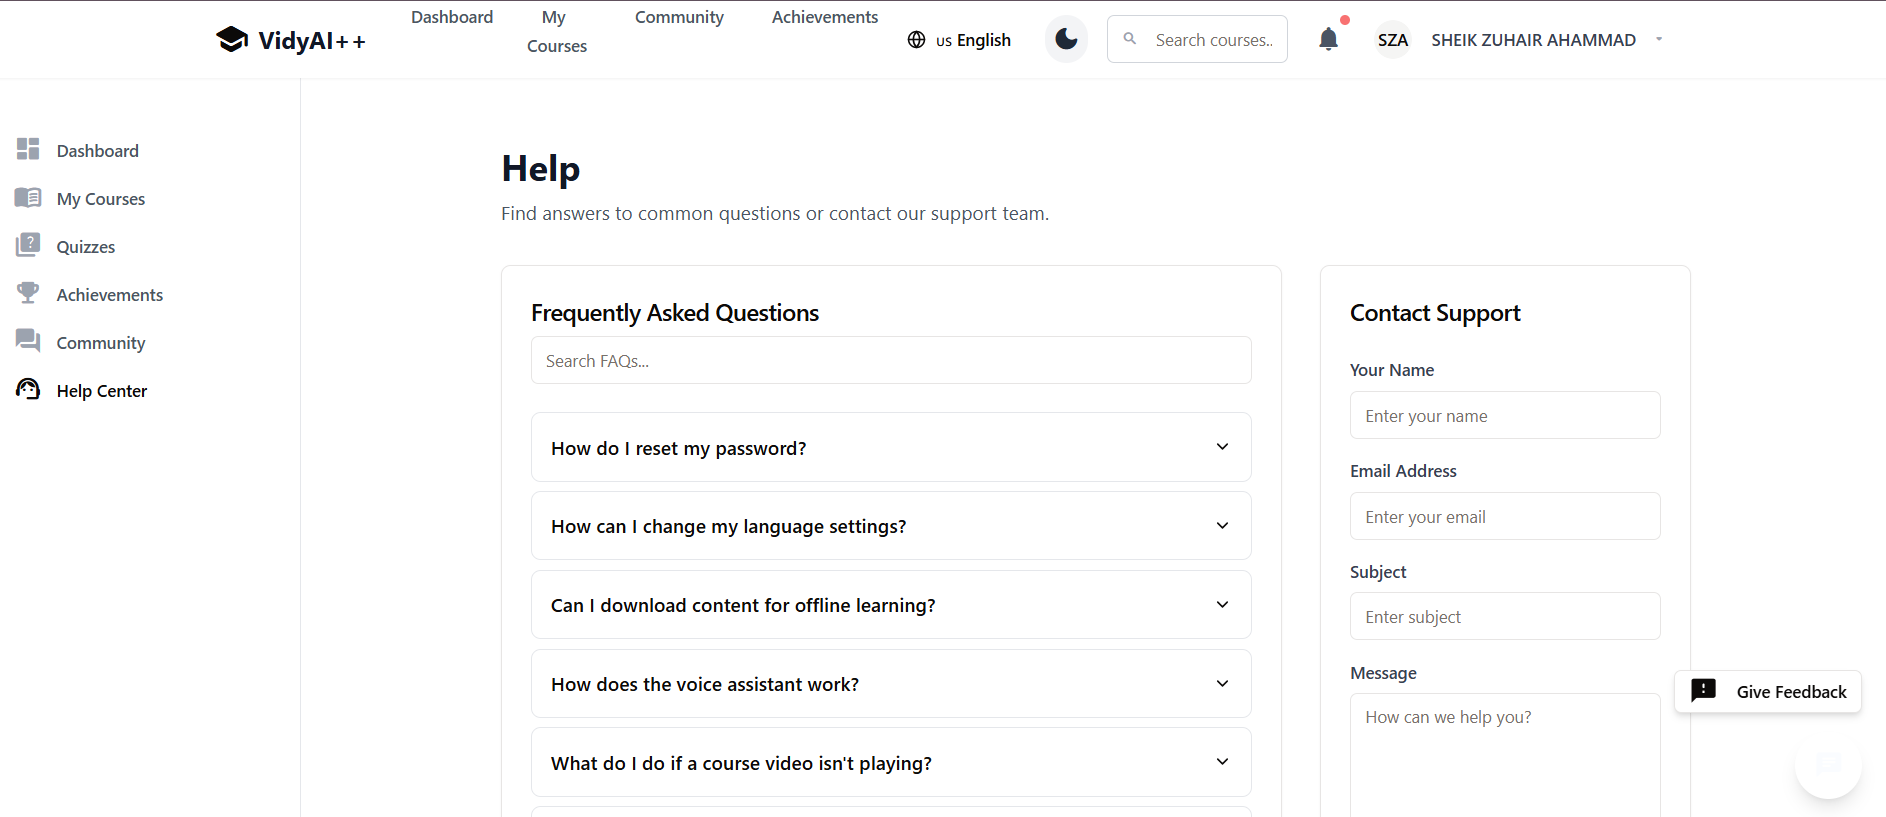 VidyAI++
Dashboard
My
Courses
Community
Achievements
us English
Search courses..
SZA
SHEIK ZUHAIR AHAMMAD
Dashboard
My Courses
Quizzes
Achievements
Community
Help Center
Help
Find answers to common questions or contact our support team.
Frequently Asked Questions
Search FAQs...
How do I reset my password?
How can I change my language settings?
Can I download content for offline learning?
How does the voice assistant work?
What do I do if a course video isn't playing?
Contact Support
Your Name
Enter your name
Email Address
Enter your email
Subject
Enter subject
Message
How can we help you?
Give Feedback